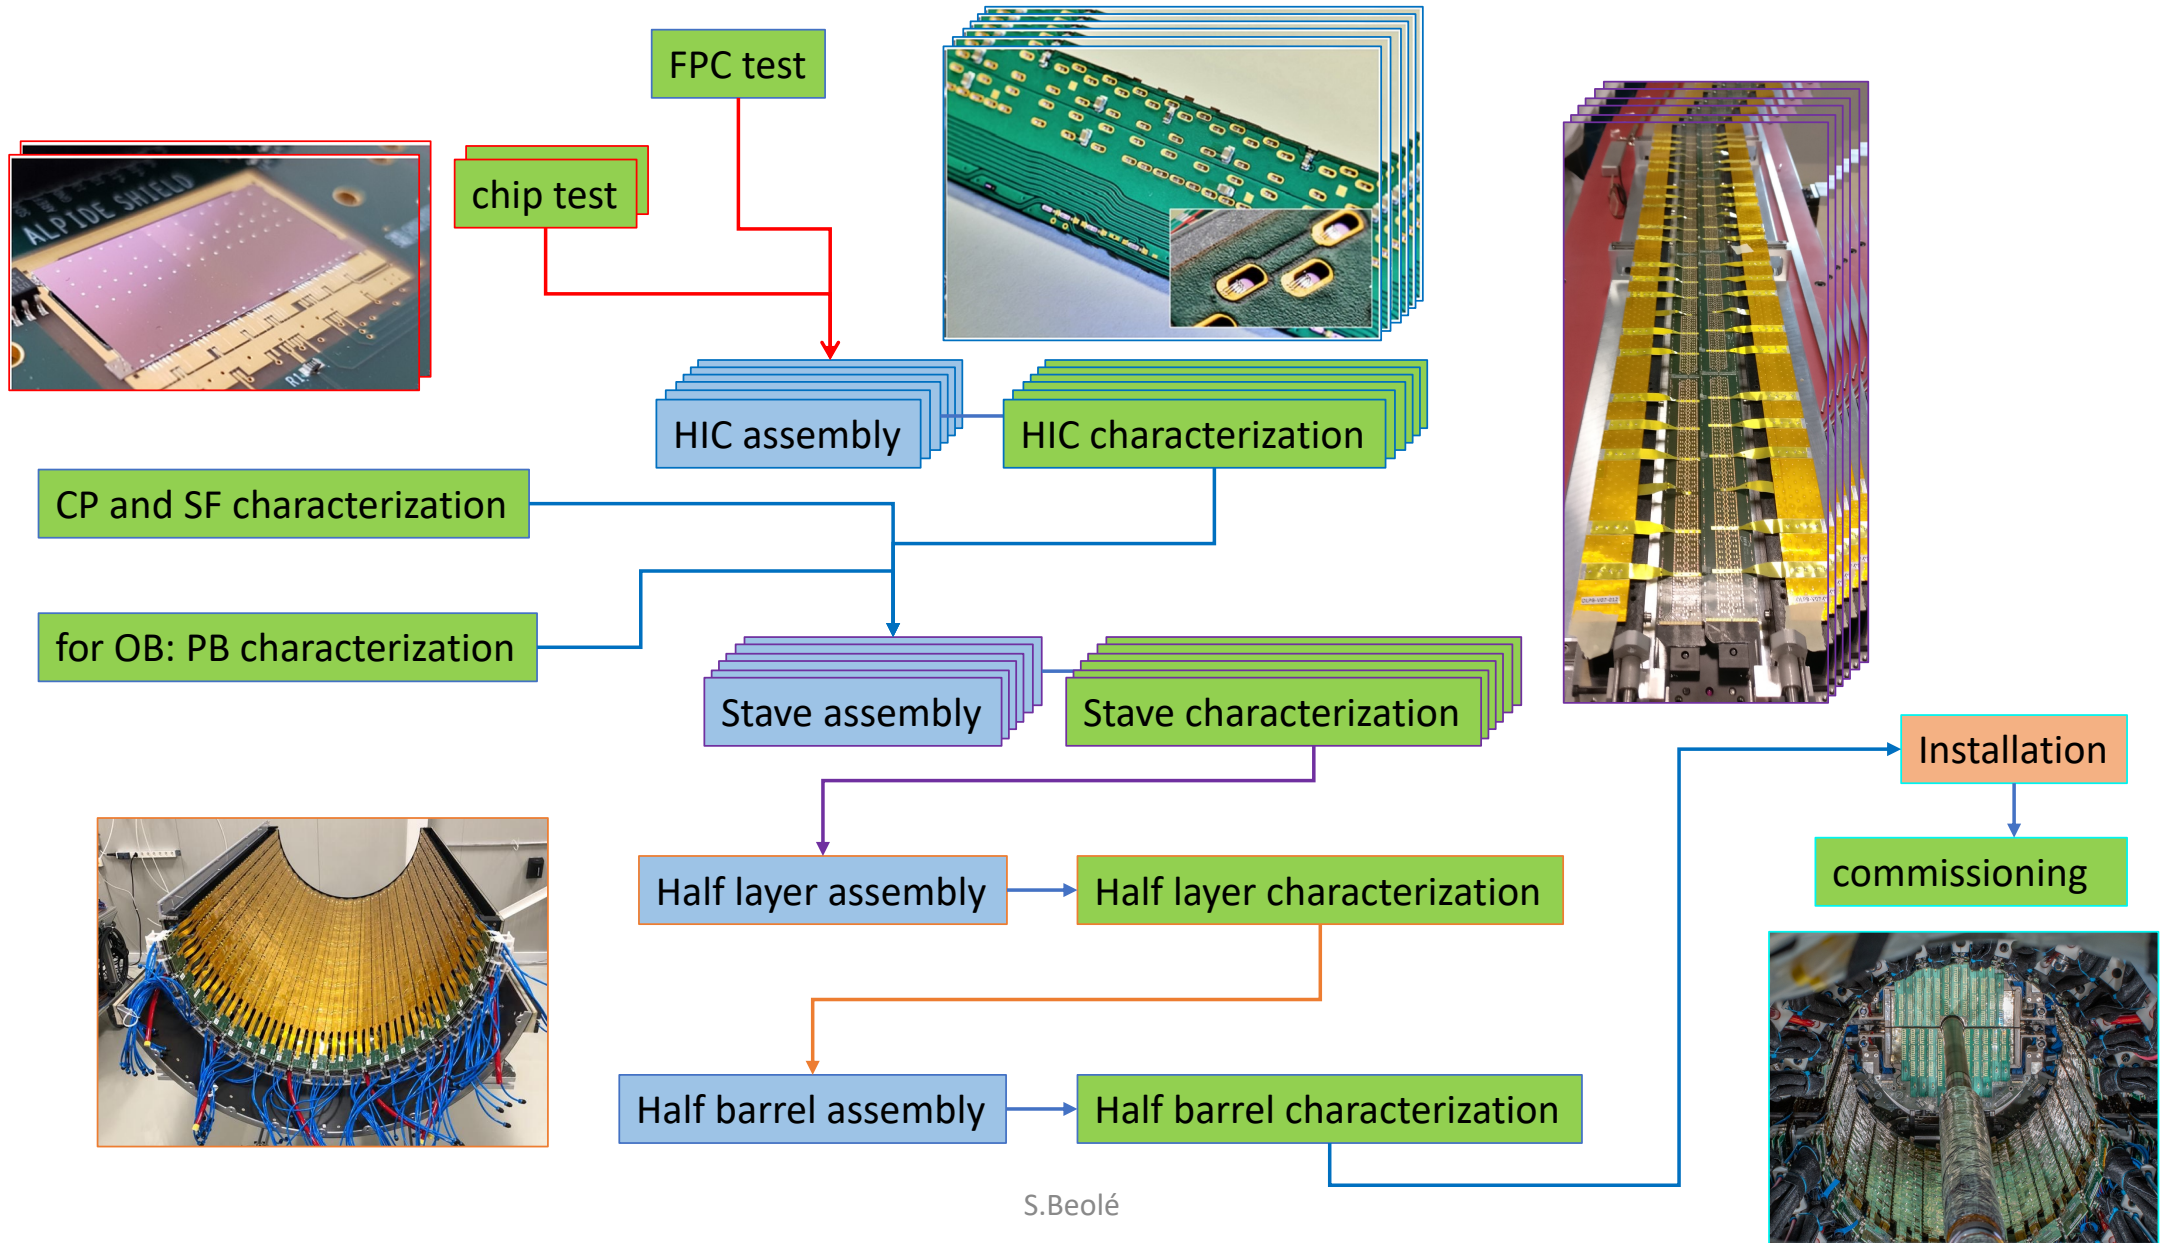 FPC test
chip test
ALPIDE SHIELD
HIC assembly
HIC characterization
CP and SF characterization
for OB: PB characterization
Stave assembly
Stave characterization
Installation
Half layer assembly
Half layer characterization
commissioning
Half barrel assembly
Half barrel characterization
S.Beolé